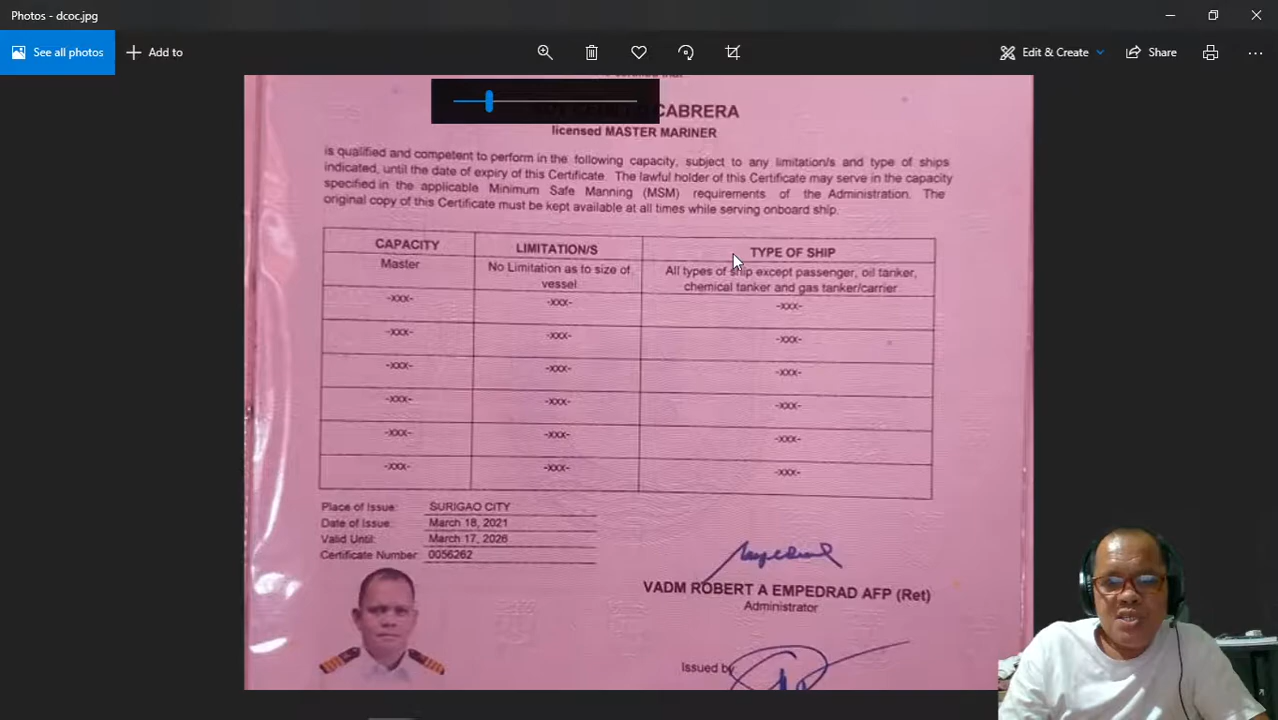 Photos - dcoc.jpg
See all photos
Add to
Edit & Create
Share
CABRERA
licensed MASTER MARINER
is qualified and competent to perform in the following capacity, subject to any limitation/s and type of ships
indicated, until the date of expiry of this Certificate. The lawful holder of this Certificate may serve in the capacity
specified in the applicable Minimum Safe Manning (MSM) requirements of the Administration. The
original copy of this Certificate must be kept available at all times while serving onboard ship.
CAPACITY LIMITATION/S TYPE OF SHIP
Master No Limitation as to size of All types of ship except passenger, oil tanker,
vessel chemical tanker and gas tanker/carrier
-xxx- -xxx- -xxx-
-xxx- -xxx- -xxx-
-xxx- -xxx- -xxx-
-xxx- -xxx- -xxx-
-xxx- -xxx- -xxx-
-xxx- -xxx- -xxx-
Place of Issue: SURIGAO CITY
Date of Issue: March 18, 2021
Valid Until: March 17, 2026
Certificate Number: 0056262
VADM ROBERT A EMPEDRAD AFP (Ret)
Administrator
Issued by